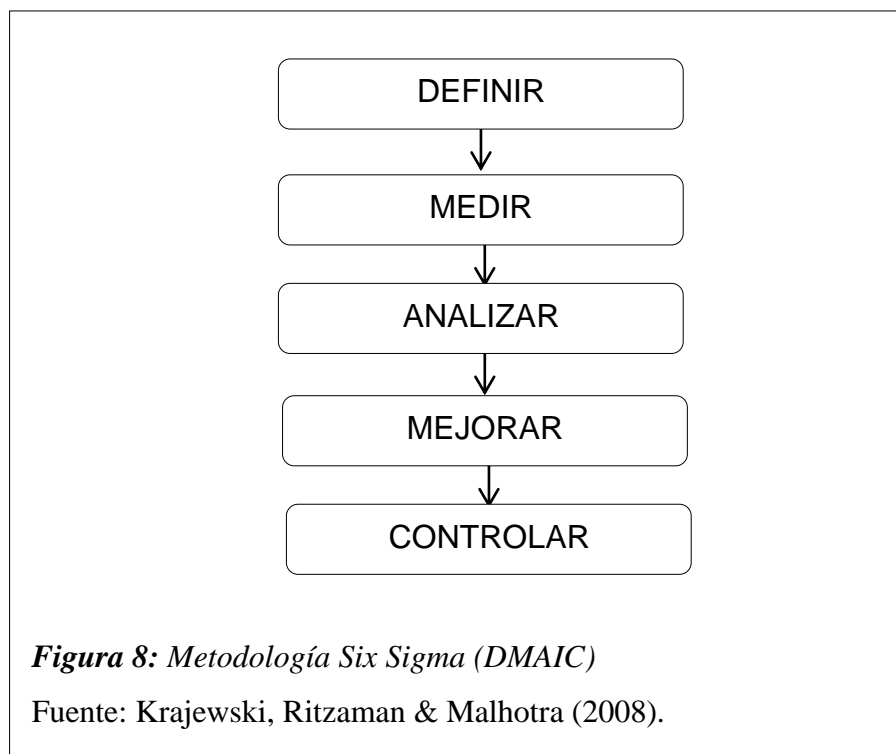 DEFINIR
MEDIR
ANALIZAR
MEJORAR
CONTROLAR
Figura 8: Metodología Six Sigma (DMAIC)
Fuente: Krajewski, Ritzaman & Malhotra (2008).